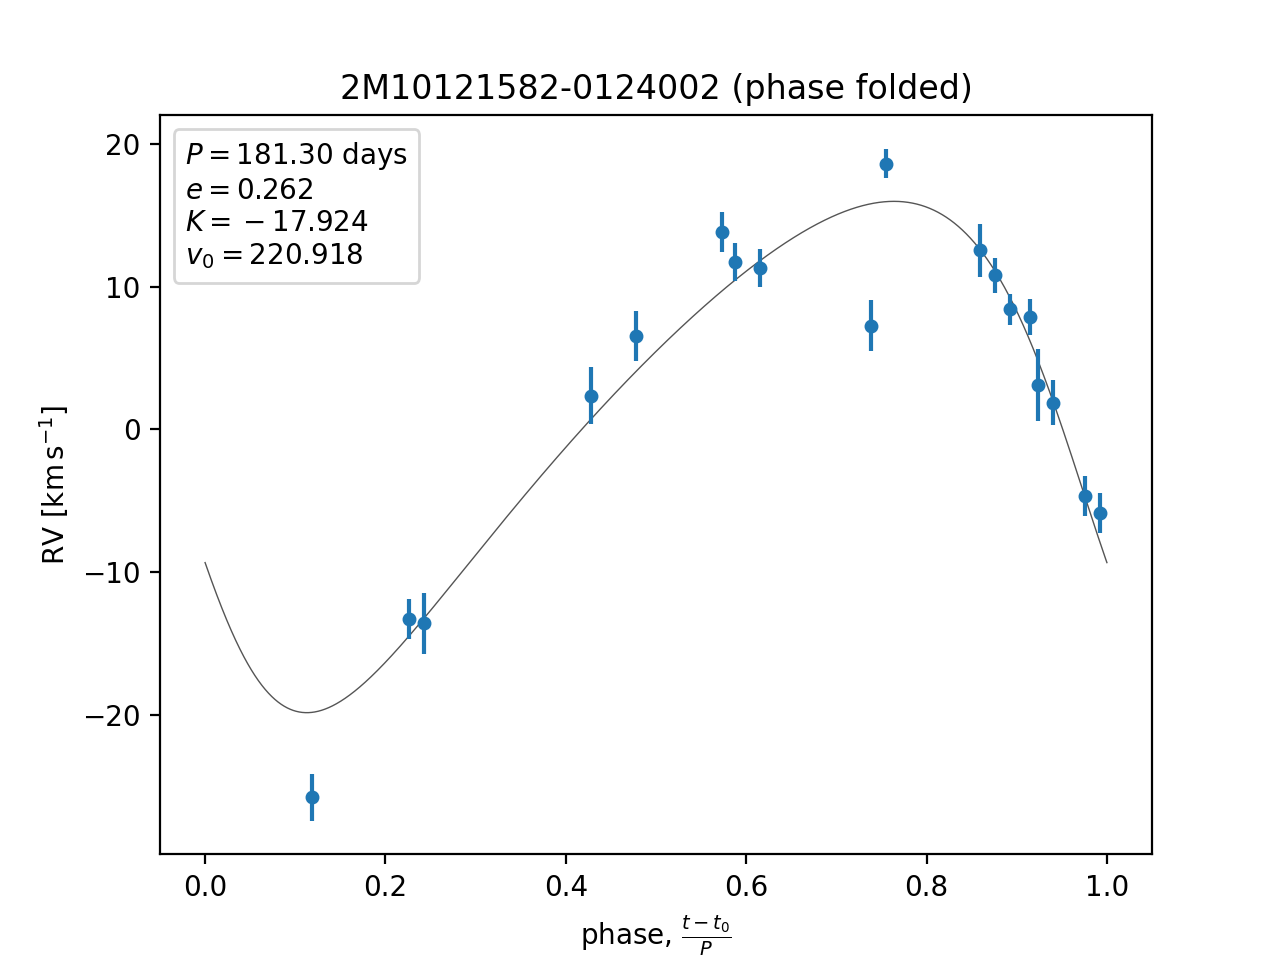 2M10121582-0124002 (phase folded)
P = 181.30 days
e = 0.262
K = −17.924
v₀ = 220.918
20
10
0
−10
−20
RV [km s⁻¹]
0.0 0.2 0.4 0.6 0.8 1.0
phase, (t − t₀)/P